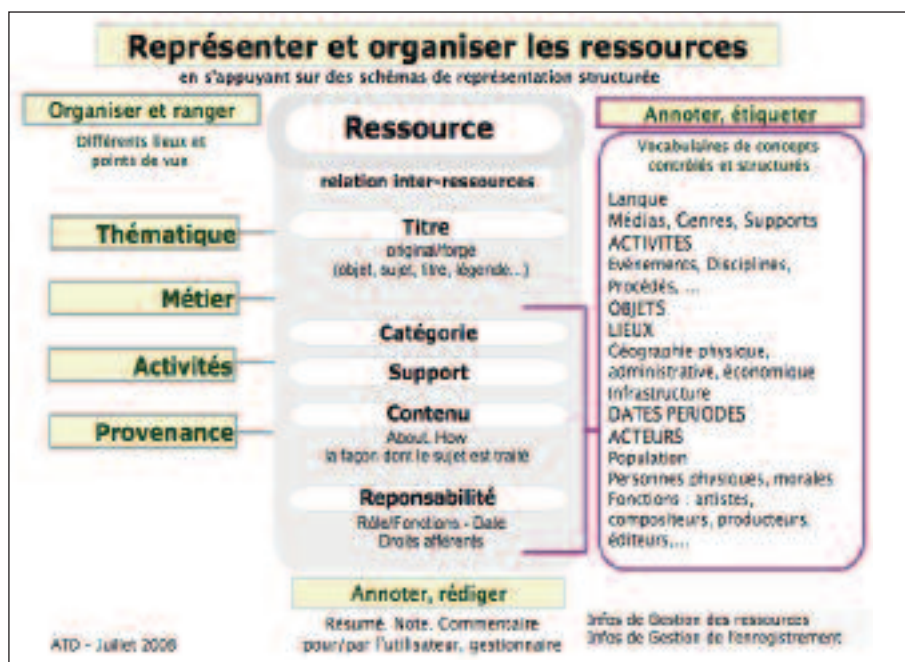 Représenter et organiser les ressources
en s'appuyant sur des schémas de représentation structurée
Organiser et ranger
Différents lieux et
points de vue
Thématique
Métier
Activités
Provenance
Ressource
relation inter-ressources
Titre
original/forge
(objet, sujet, titre, légende...)
Catégorie
Support
Contenu
About. How
la façon dont le sujet est traité
Reponsabilité
Rôle/Fonctions - Date
Droits afférents
Annoter, étiqueter
Vocabulaires de concepts
contrôlés et structurés
Langue
Médias, Genres, Supports
ACTIVITES
Evènements, Disciplines,
Procédés, ...
OBJETS
LIEUX
Géographie physique,
administrative, économique
Infrastructure
DATES PERIODES
ACTEURS
Population
Personnes physiques, morales
Fonctions : artistes,
compositeurs, producteurs,
éditeurs,...
Annoter, rédiger
Résumé. Note. Commentaire
pour/par l'utilisateur, gestionnaire
Infos de Gestion des ressources
Infos de Gestion de l'enregistrement
ATD - Juillet 2008